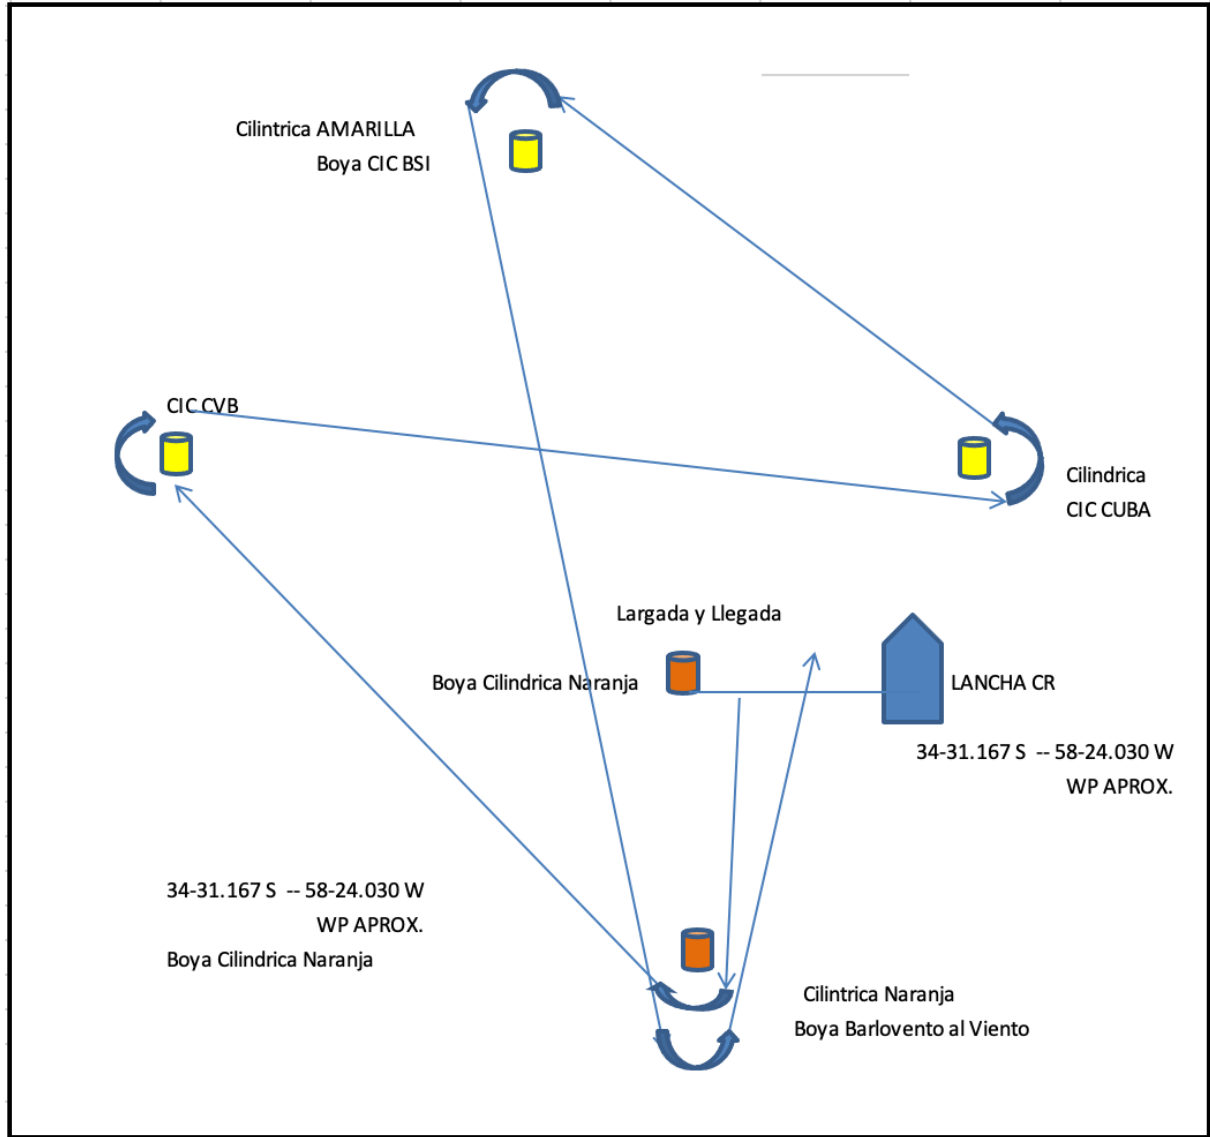 Cilintrica AMARILLA
Boya CIC BSI
CIC CVB
Cilindrica
CIC CUBA
Largada y Llegada
Boya Cilindrica Naranja
LANCHA CR
34-31.167 S -- 58-24.030 W
WP APROX.
34-31.167 S -- 58-24.030 W
WP APROX.
Boya Cilindrica Naranja
Cilintrica Naranja
Boya Barlovento al Viento